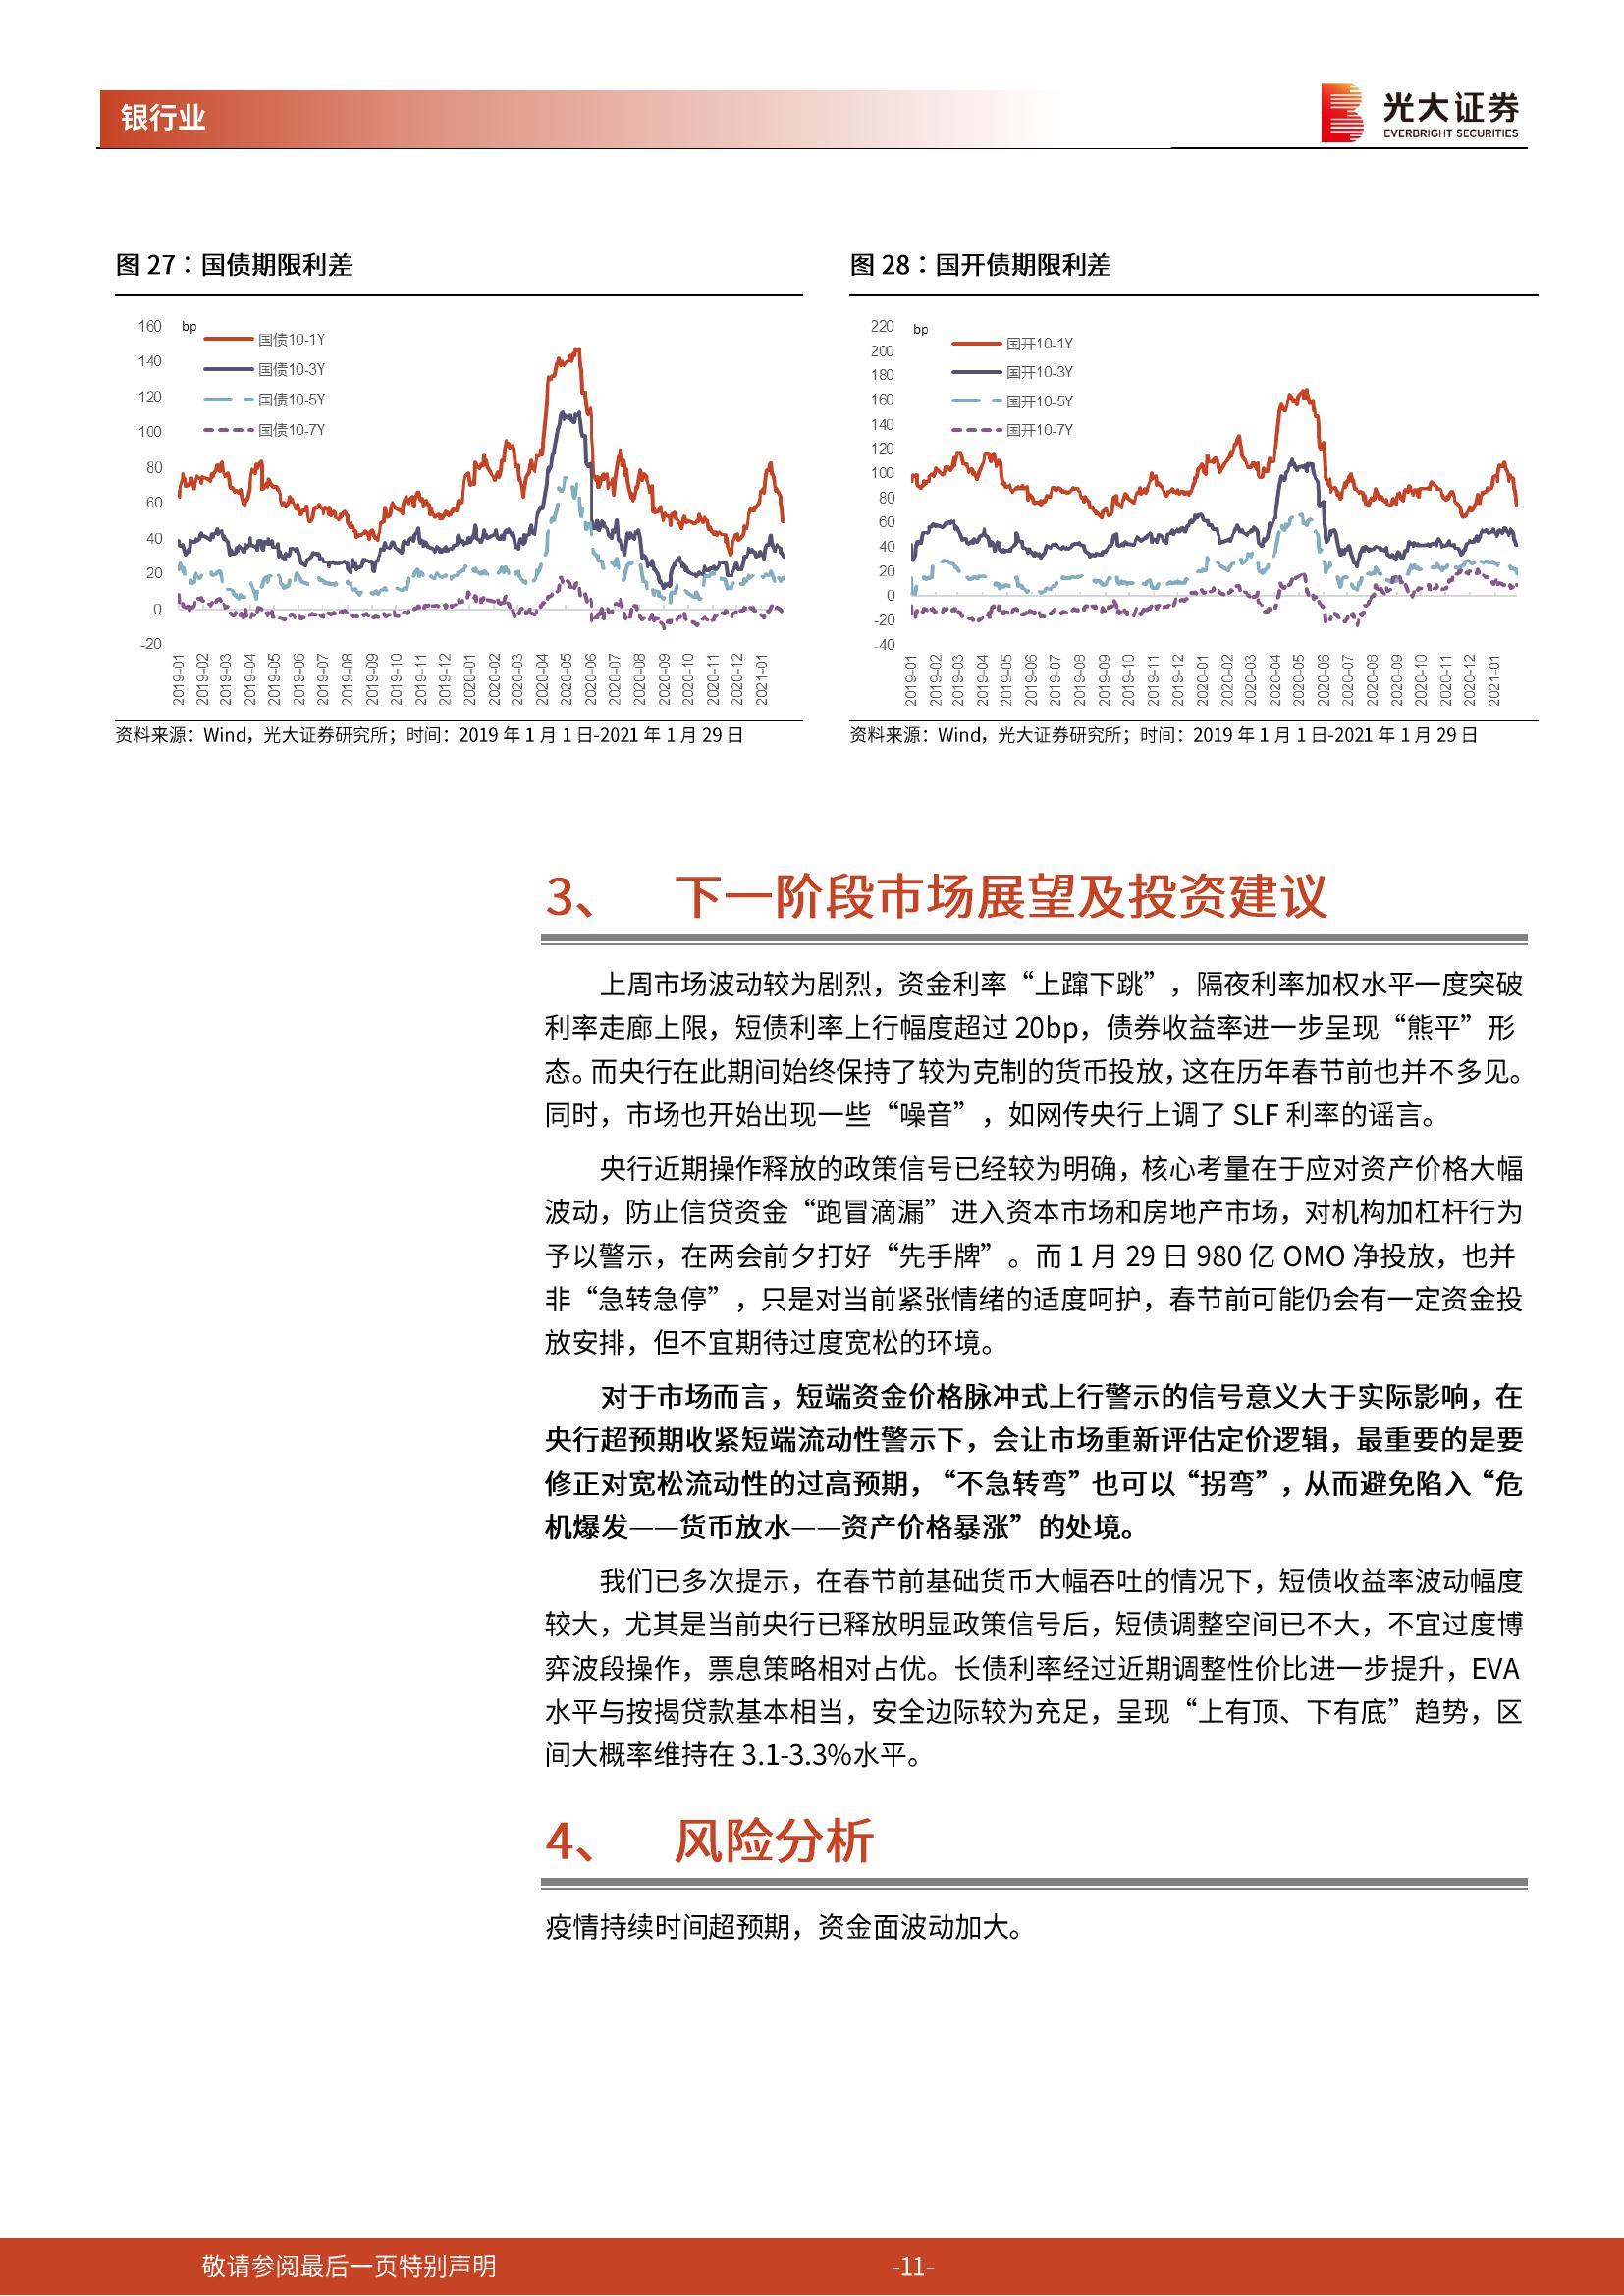 银行业
光大证券
EVERBRIGHT SECURITIES
图 27：国债期限利差
160
140
120
100
80
60
40
20
0
-20
bp
国债10-1Y
国债10-3Y
国债10-5Y
国债10-7Y
2019-01
2019-02
2019-03
2019-04
2019-05
2019-06
2019-07
2019-08
2019-09
2019-10
2019-11
2019-12
2020-01
2020-02
2020-03
2020-04
2020-05
2020-06
2020-07
2020-08
2020-09
2020-10
2020-11
2020-12
2021-01
资料来源：Wind，光大证券研究所；时间：2019 年 1 月 1 日-2021 年 1 月 29 日
图 28：国开债期限利差
220
200
180
160
140
120
100
80
60
40
20
0
-20
-40
bp
国开10-1Y
国开10-3Y
国开10-5Y
国开10-7Y
2019-01
2019-02
2019-03
2019-04
2019-05
2019-06
2019-07
2019-08
2019-09
2019-10
2019-11
2019-12
2020-01
2020-02
2020-03
2020-04
2020-05
2020-06
2020-07
2020-08
2020-09
2020-10
2020-11
2020-12
2021-01
资料来源：Wind，光大证券研究所；时间：2019 年 1 月 1 日-2021 年 1 月 29 日
3、 下一阶段市场展望及投资建议
上周市场波动较为剧烈，资金利率“上蹿下跳”，隔夜利率加权水平一度突破
利率走廊上限，短债利率上行幅度超过 20bp，债券收益率进一步呈现“熊平”形
态。而央行在此期间始终保持了较为克制的货币投放，这在历年春节前也并不多见。
同时，市场也开始出现一些“噪音”，如网传央行上调了 SLF 利率的谣言。
央行近期操作释放的政策信号已经较为明确，核心考量在于应对资产价格大幅
波动，防止信贷资金“跑冒滴漏”进入资本市场和房地产市场，对机构加杠杆行为
予以警示，在两会前夕打好“先手牌”。而 1 月 29 日 980 亿 OMO 净投放，也并
非“急转急停”，只是对当前紧张情绪的适度呵护，春节前可能仍会有一定资金投
放安排，但不宜期待过度宽松的环境。
对于市场而言，短端资金价格脉冲式上行警示的信号意义大于实际影响，在
央行超预期收紧短端流动性警示下，会让市场重新评估定价逻辑，最重要的是要
修正对宽松流动性的过高预期，“不急转弯”也可以“拐弯”，从而避免陷入“危
机爆发——货币放水——资产价格暴涨”的处境。
我们已多次提示，在春节前基础货币大幅吞吐的情况下，短债收益率波动幅度
较大，尤其是当前央行已释放明显政策信号后，短债调整空间已不大，不宜过度博
弈波段操作，票息策略相对占优。长债利率经过近期调整性价比进一步提升，EVA
水平与按揭贷款基本相当，安全边际较为充足，呈现“上有顶、下有底”趋势，区
间大概率维持在 3.1-3.3%水平。
4、 风险分析
疫情持续时间超预期，资金面波动加大。
敬请参阅最后一页特别声明
-11-